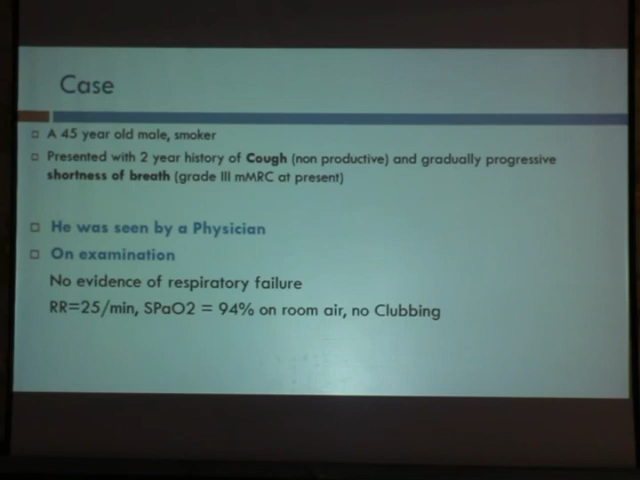 Case
A 45 year old male, smoker
Presented with 2 year history of Cough (non productive) and gradually progressive
shortness of breath (grade III mMRC at present)
He was seen by a Physician
On examination
No evidence of respiratory failure
RR=25/min, SPaO2 = 94% on room air, no Clubbing